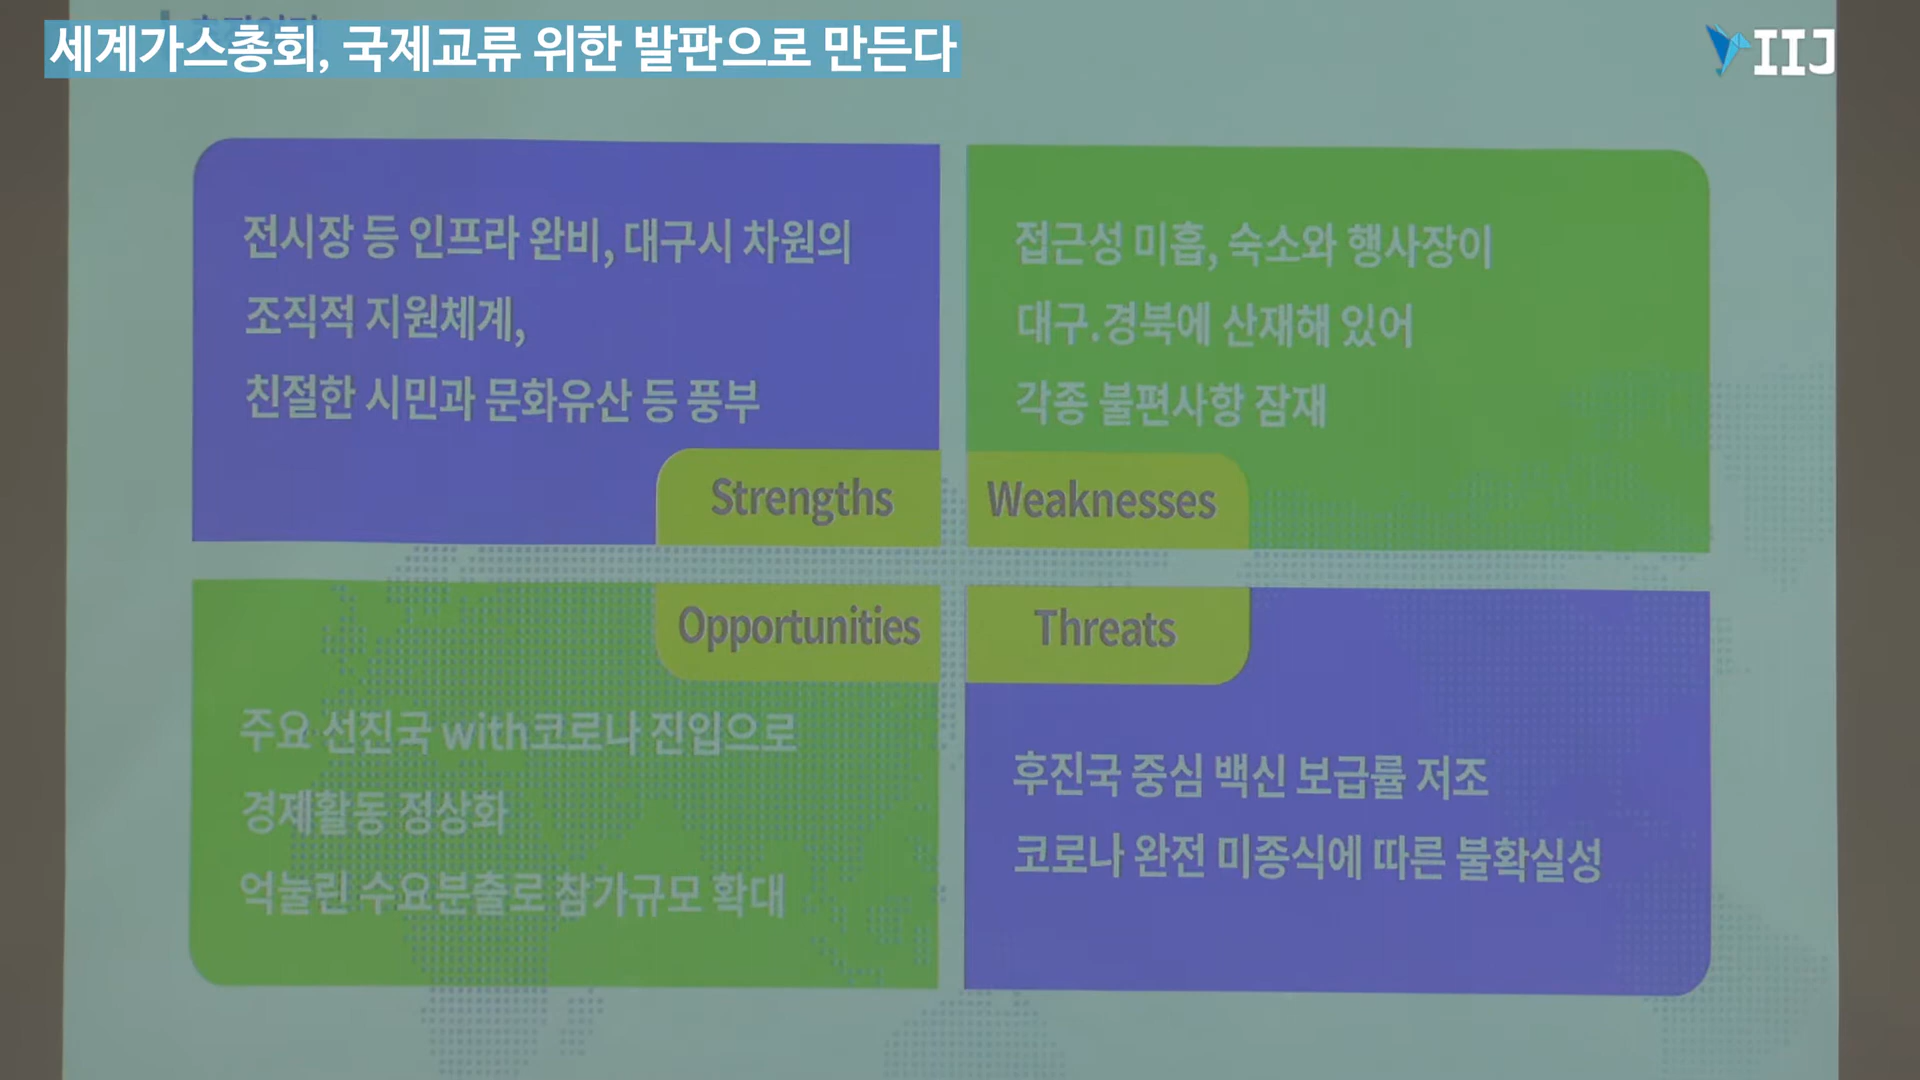 세계가스총회, 국제교류 위한 발판으로 만든다
IIJ
전시장 등 인프라 완비, 대구시 차원의
조직적 지원체계,
친절한 시민과 문화유산 등 풍부
Strengths
접근성 미흡, 숙소와 행사장이
대구.경북에 산재해 있어
각종 불편사항 잠재
Weaknesses
Opportunities
주요 선진국 with코로나 진입으로
경제활동 정상화
억눌린 수요분출로 참가규모 확대
Threats
후진국 중심 백신 보급률 저조
코로나 완전 미종식에 따른 불확실성